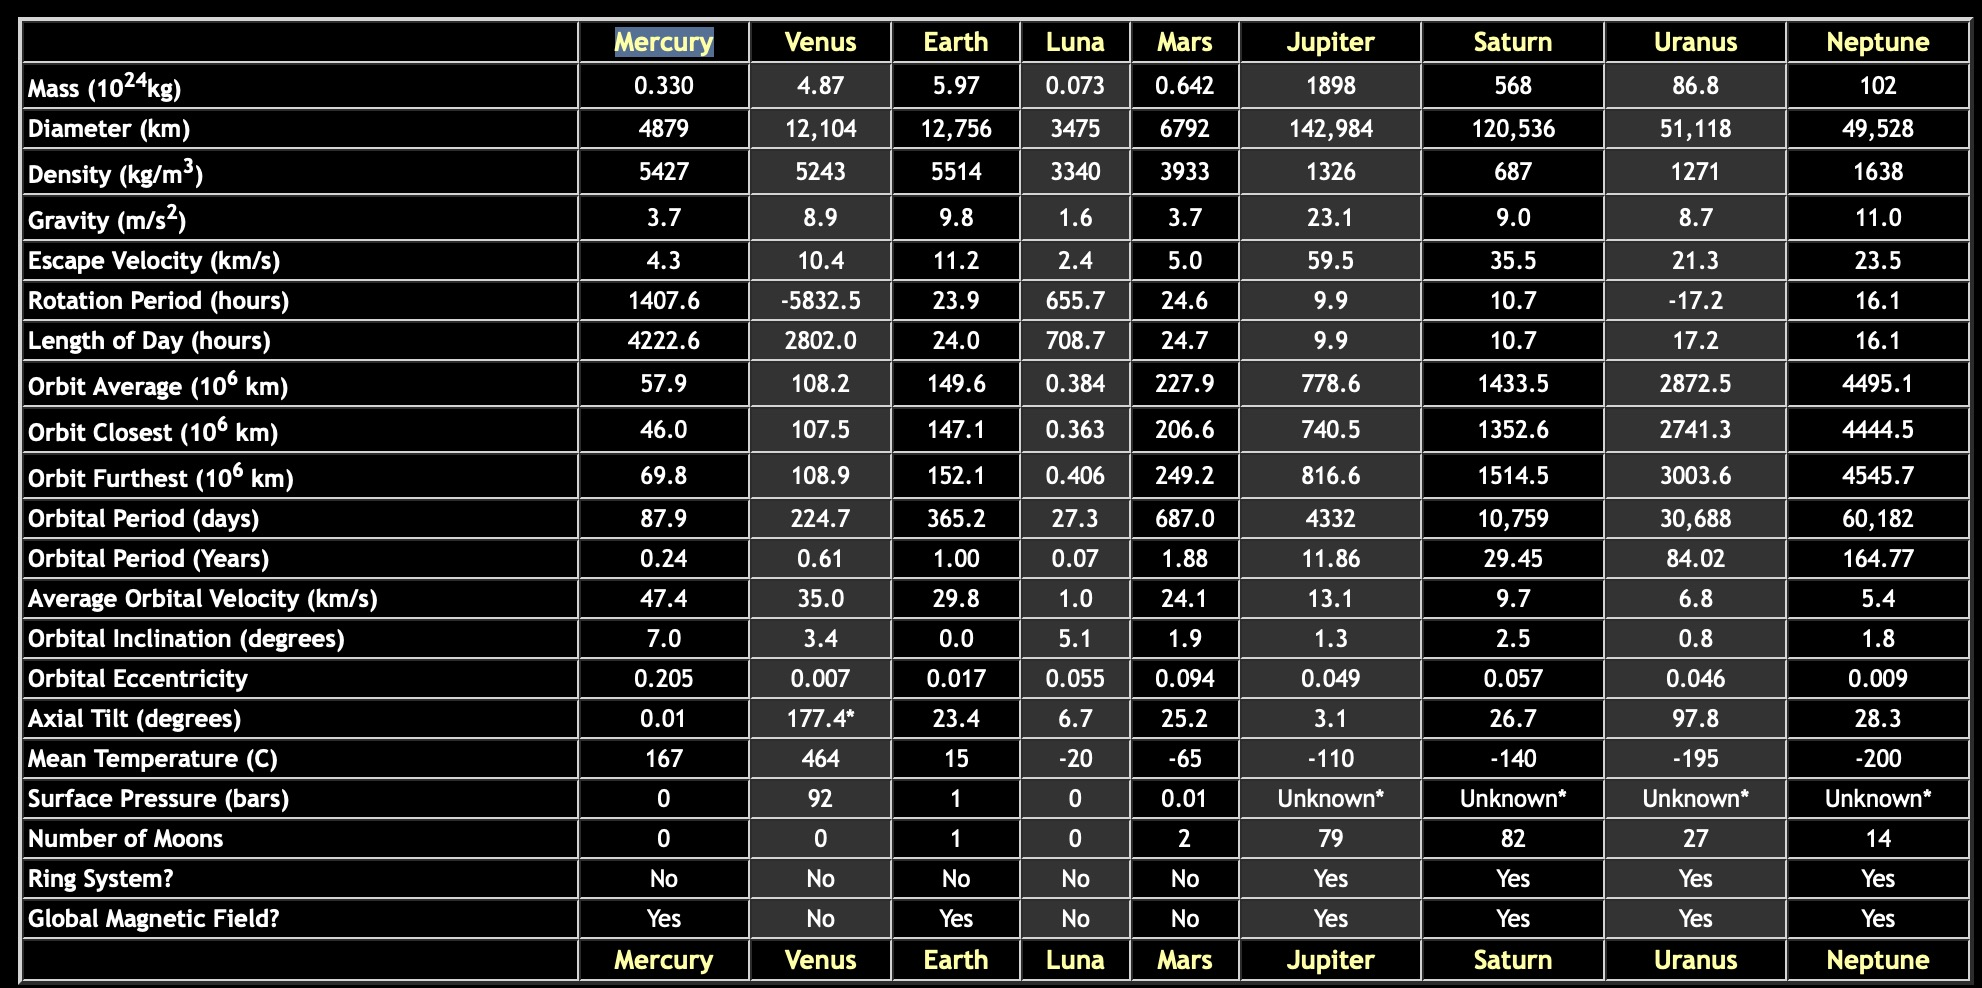 Mercury Venus Earth Luna Mars Jupiter Saturn Uranus Neptune
Mass (10²⁴kg) 0.330 4.87 5.97 0.073 0.642 1898 568 86.8 102
Diameter (km) 4879 12,104 12,756 3475 6792 142,984 120,536 51,118 49,528
Density (kg/m³) 5427 5243 5514 3340 3933 1326 687 1271 1638
Gravity (m/s²) 3.7 8.9 9.8 1.6 3.7 23.1 9.0 8.7 11.0
Escape Velocity (km/s) 4.3 10.4 11.2 2.4 5.0 59.5 35.5 21.3 23.5
Rotation Period (hours) 1407.6 -5832.5 23.9 655.7 24.6 9.9 10.7 -17.2 16.1
Length of Day (hours) 4222.6 2802.0 24.0 708.7 24.7 9.9 10.7 17.2 16.1
Orbit Average (10⁶ km) 57.9 108.2 149.6 0.384 227.9 778.6 1433.5 2872.5 4495.1
Orbit Closest (10⁶ km) 46.0 107.5 147.1 0.363 206.6 740.5 1352.6 2741.3 4444.5
Orbit Furthest (10⁶ km) 69.8 108.9 152.1 0.406 249.2 816.6 1514.5 3003.6 4545.7
Orbital Period (days) 87.9 224.7 365.2 27.3 687.0 4332 10,759 30,688 60,182
Orbital Period (Years) 0.24 0.61 1.00 0.07 1.88 11.86 29.45 84.02 164.77
Average Orbital Velocity (km/s) 47.4 35.0 29.8 1.0 24.1 13.1 9.7 6.8 5.4
Orbital Inclination (degrees) 7.0 3.4 0.0 5.1 1.9 1.3 2.5 0.8 1.8
Orbital Eccentricity 0.205 0.007 0.017 0.055 0.094 0.049 0.057 0.046 0.009
Axial Tilt (degrees) 0.01 177.4* 23.4 6.7 25.2 3.1 26.7 97.8 28.3
Mean Temperature (C) 167 464 15 -20 -65 -110 -140 -195 -200
Surface Pressure (bars) 0 92 1 0 0.01 Unknown* Unknown* Unknown* Unknown*
Number of Moons 0 0 1 0 2 79 82 27 14
Ring System? No No No No No Yes Yes Yes Yes
Global Magnetic Field? Yes No Yes No No Yes Yes Yes Yes
Mercury Venus Earth Luna Mars Jupiter Saturn Uranus Neptune